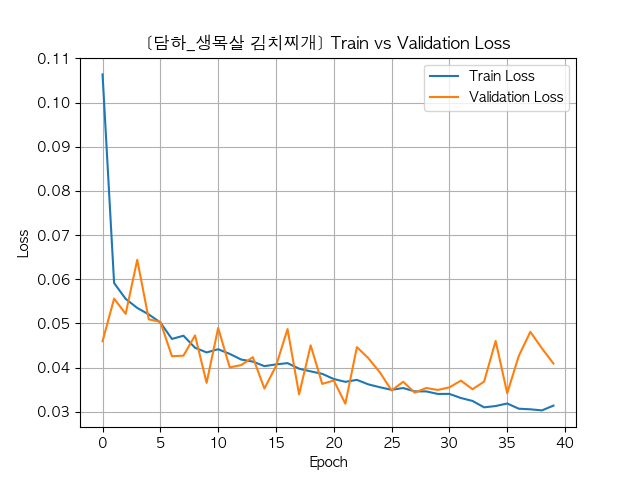 [담하_생목살 김치찌개] Train vs Validation Loss
Train Loss
Validation Loss
Loss
0.11
0.10
0.09
0.08
0.07
0.06
0.05
0.04
0.03
0 5 10 15 20 25 30 35 40
Epoch